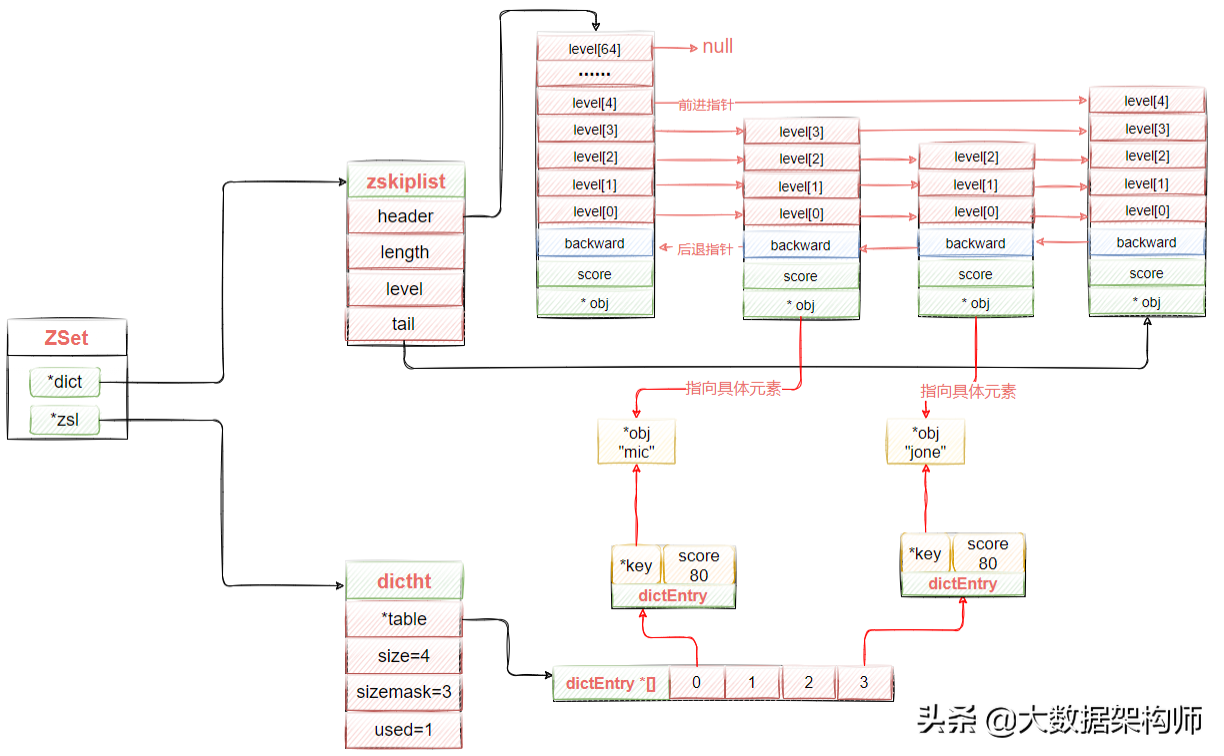 ZSet
*dict
*zsl
zskiplist
header
length
level
tail
level[64]
null
······
level[4]
前进指针
level[3]
level[2]
level[1]
level[0]
backward
后退指针
score
* obj
level[3]
level[2]
level[1]
level[0]
backward
score
* obj
level[2]
level[1]
level[0]
backward
score
* obj
level[4]
level[3]
level[2]
level[1]
level[0]
backward
score
* obj
指向具体元素
指向具体元素
*obj
"mic"
*obj
"jone"
*key
score
80
dictEntry
*key
score
80
dictEntry
dictht
*table
size=4
sizemask=3
used=1
dictEntry *[]
0
1
2
3
头条 @大数据架构师